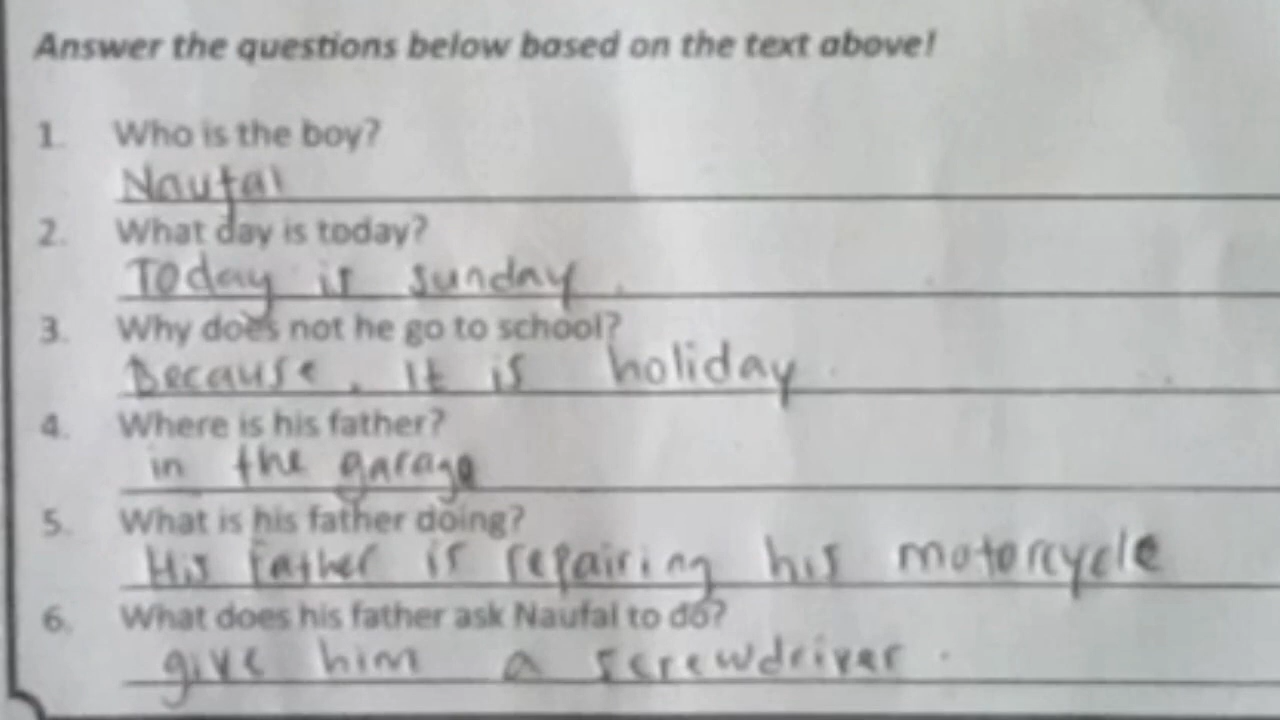 Answer the questions below based on the text above!
1. Who is the boy?
Naufal
2. What day is today?
Today is sunday.
3. Why does not he go to school?
Because, It is holiday.
4. Where is his father?
in the garage
5. What is his father doing?
His father is repairing his motorcycle
6. What does his father ask Naufal to do?
give him a screwdriver.